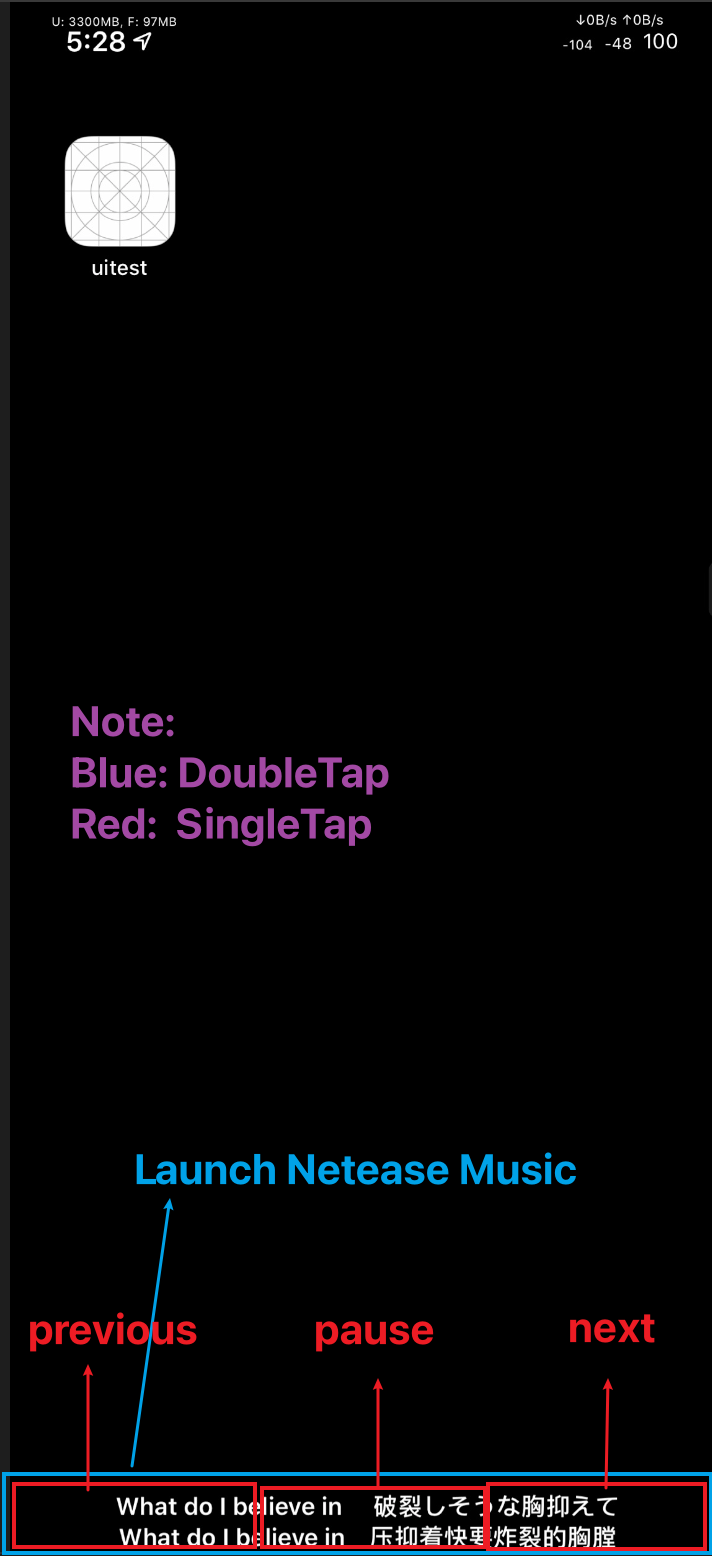 U: 3300MB, F: 97MB
↓0B/s ↑0B/s
5:28
-104 -48 100
uitest
Note:
Blue: DoubleTap
Red: SingleTap
Launch Netease Music
previous
pause
next
What do I believe in 破裂しそうな胸抑えて
What do I believe in 压抑着快要炸裂的胸膛